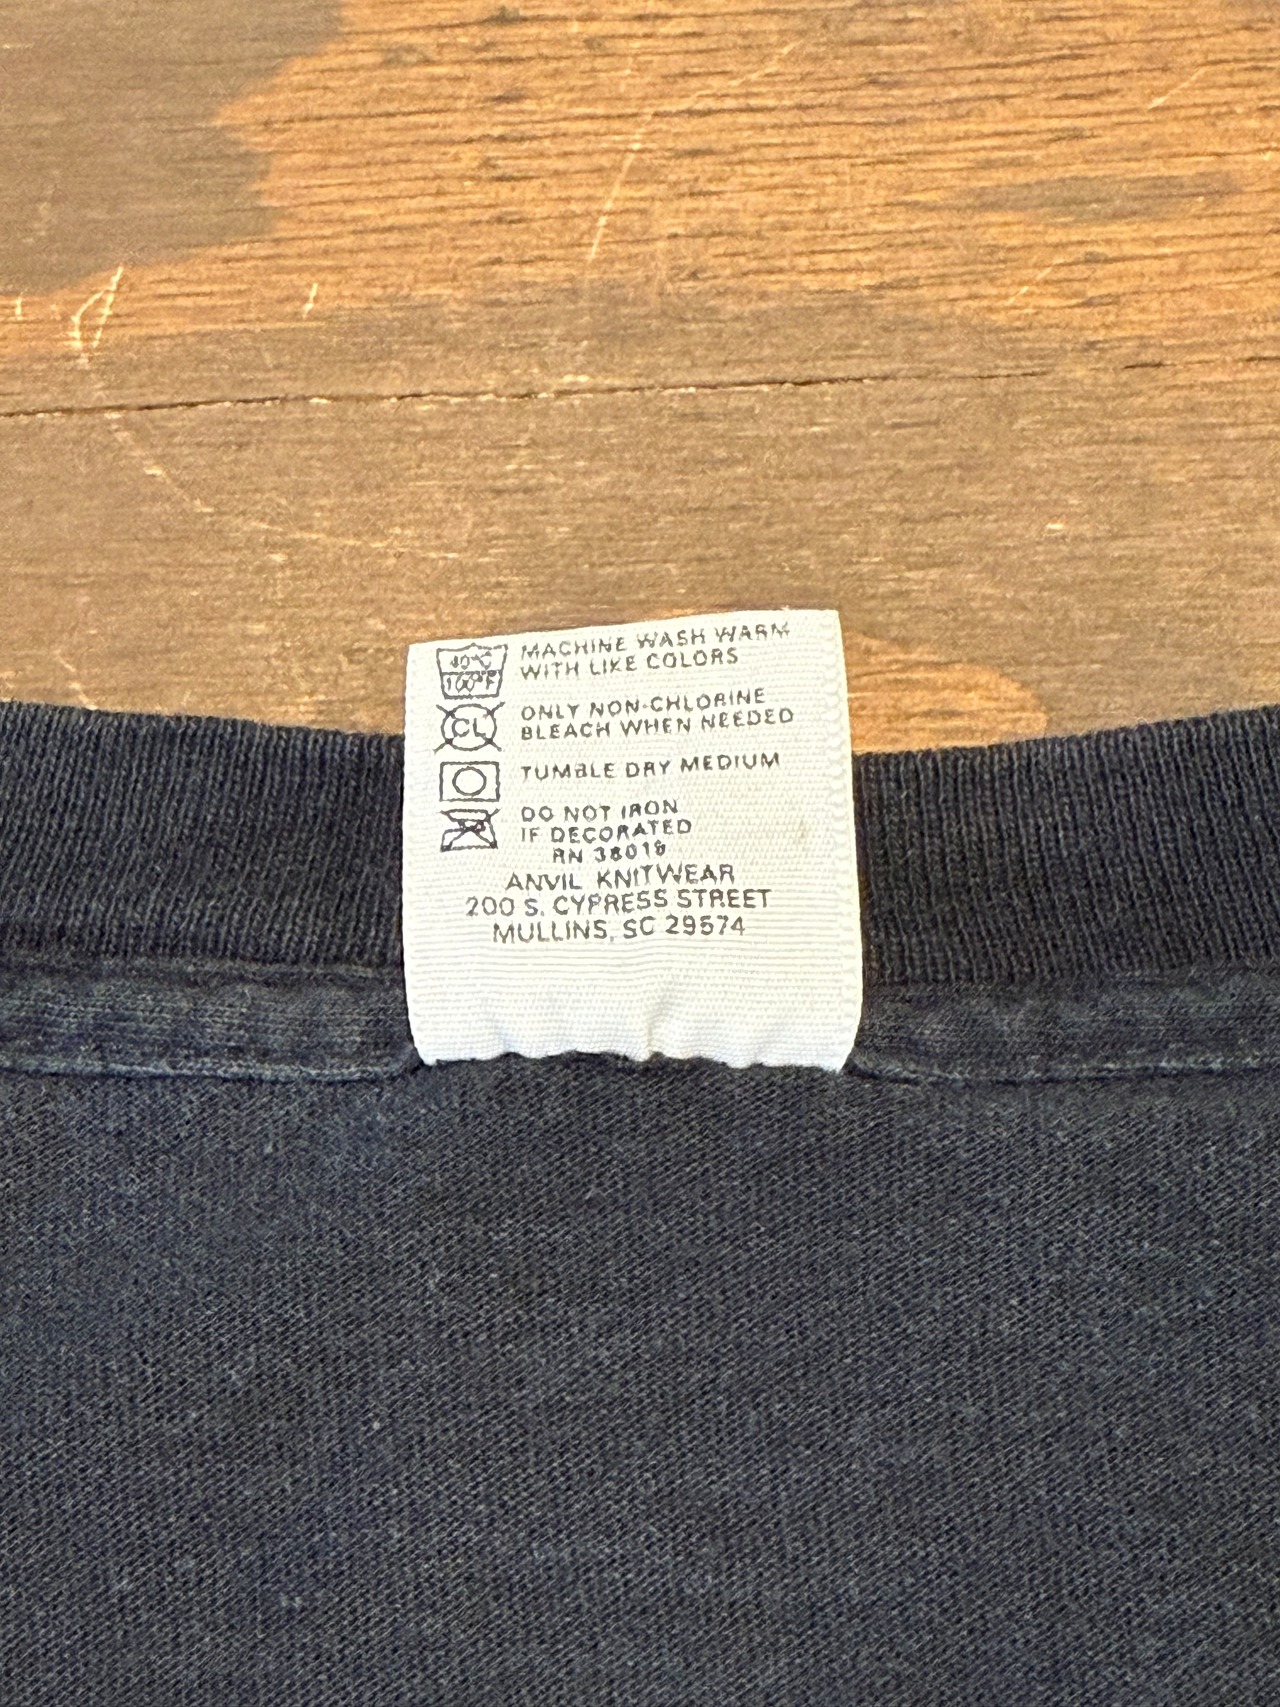 40°C
100°F
MACHINE WASH WARM
WITH LIKE COLORS
CL
ONLY NON-CHLORINE
BLEACH WHEN NEEDED
TUMBLE DRY MEDIUM
DO NOT IRON
IF DECORATED
RN 38019
ANVIL KNITWEAR
200 S. CYPRESS STREET
MULLINS, SC 29574